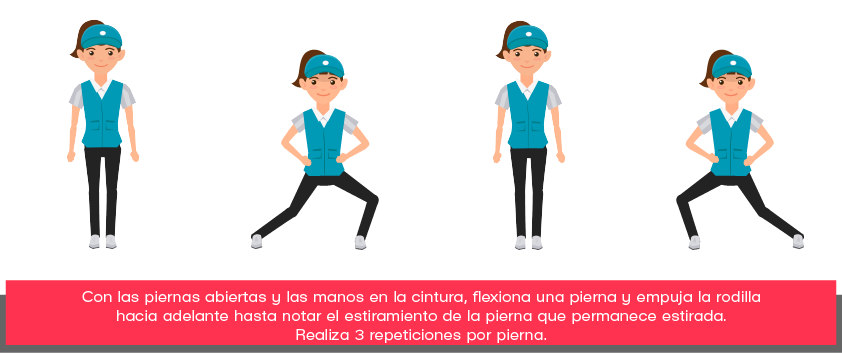 Con las piernas abiertas y las manos en la cintura, flexiona una pierna y empuja la rodilla
hacia adelante hasta notar el estiramiento de la pierna que permanece estirada.
Realiza 3 repeticiones por pierna.